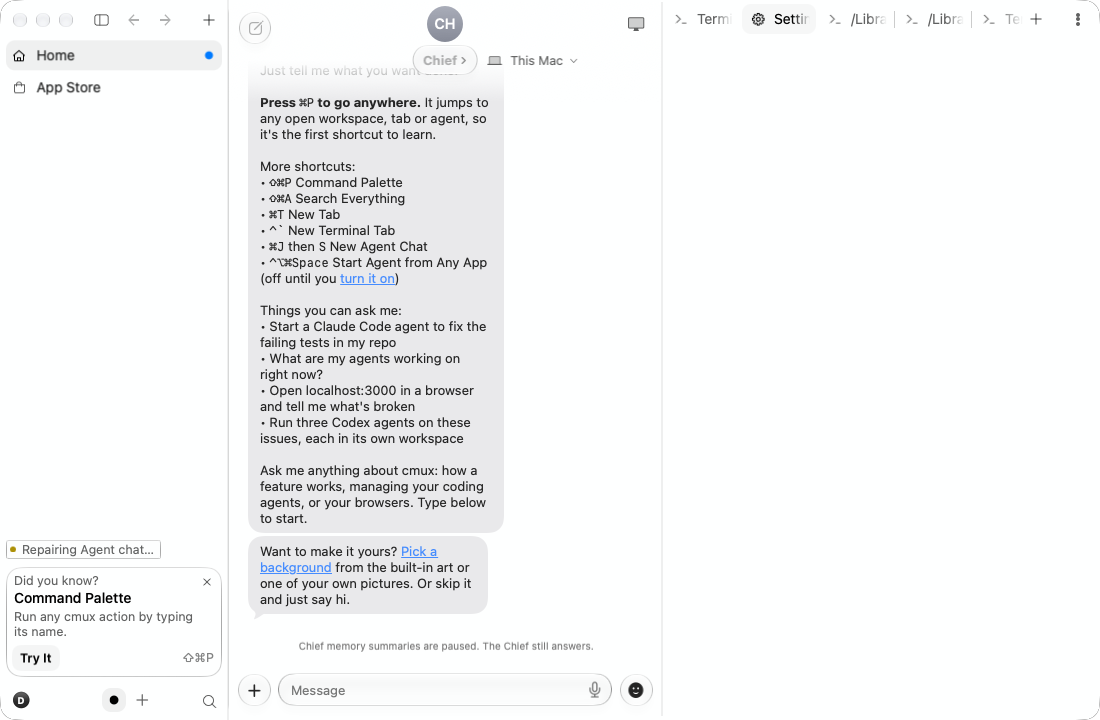 Home
App Store
Repairing Agent chat...
Did you know?
Command Palette
Run any cmux action by typing
its name.
Try It
⇧⌘P
D
CH
Chief ›
This Mac
Just tell me what you want done.
Press ⌘P to go anywhere. It jumps to
any open workspace, tab or agent, so
it's the first shortcut to learn.
More shortcuts:
• ⇧⌘P Command Palette
• ⇧⌘A Search Everything
• ⌘T New Tab
• ^` New Terminal Tab
• ⌘J then S New Agent Chat
• ^⌥⌘Space Start Agent from Any App
(off until you turn it on)
Things you can ask me:
• Start a Claude Code agent to fix the
failing tests in my repo
• What are my agents working on
right now?
• Open localhost:3000 in a browser
and tell me what's broken
• Run three Codex agents on these
issues, each in its own workspace
Ask me anything about cmux: how a
feature works, managing your coding
agents, or your browsers. Type below
to start.
Want to make it yours? Pick a
background from the built-in art or
one of your own pictures. Or skip it
and just say hi.
Chief memory summaries are paused. The Chief still answers.
Message
Termi
Settin
/Libra
/Libra
Te